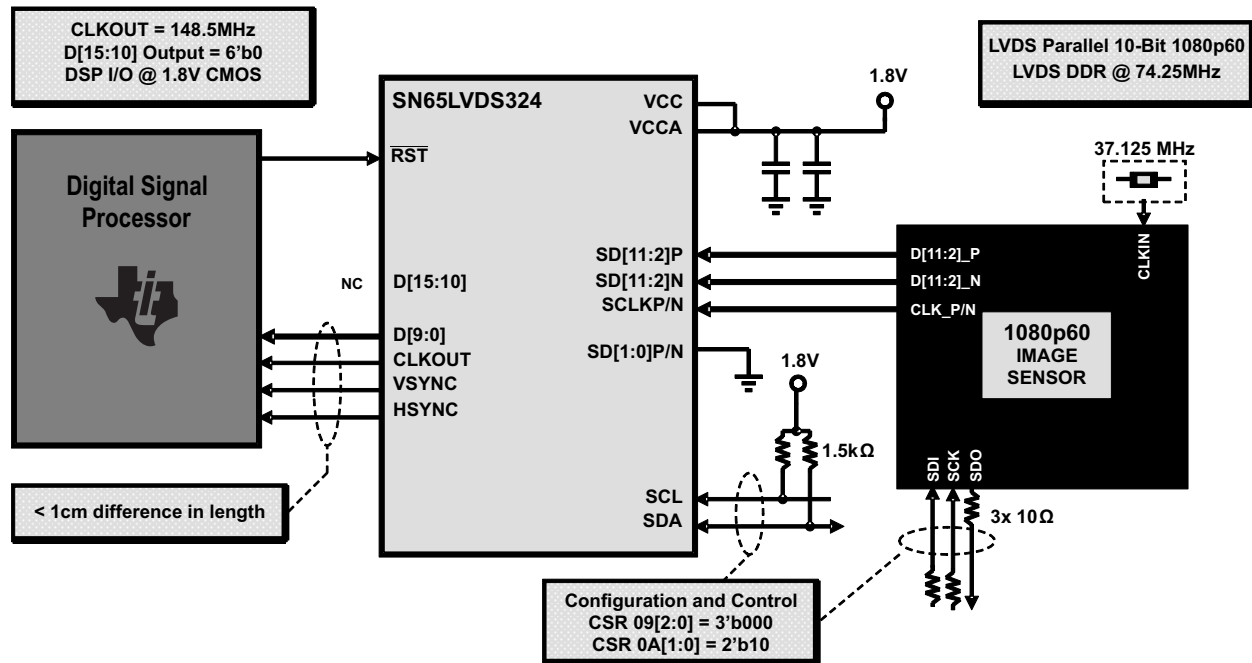 CLKOUT = 148.5MHz
D[15:10] Output = 6'b0
DSP I/O @ 1.8V CMOS
LVDS Parallel 10-Bit 1080p60
LVDS DDR @ 74.25MHz
Digital Signal
Processor
SN65LVDS324
RST
VCC
VCCA
1.8V
37.125 MHz
CLKIN
NC
D[15:10]
D[9:0]
CLKOUT
VSYNC
HSYNC
SD[11:2]P
SD[11:2]N
SCLKP/N
SD[1:0]P/N
D[11:2]_P
D[11:2]_N
CLK_P/N
1080p60
IMAGE
SENSOR
1.8V
1.5kΩ
SCL
SDA
SDI
SCK
SDO
3x 10Ω
< 1cm difference in length
Configuration and Control
CSR 09[2:0] = 3'b000
CSR 0A[1:0] = 2'b10